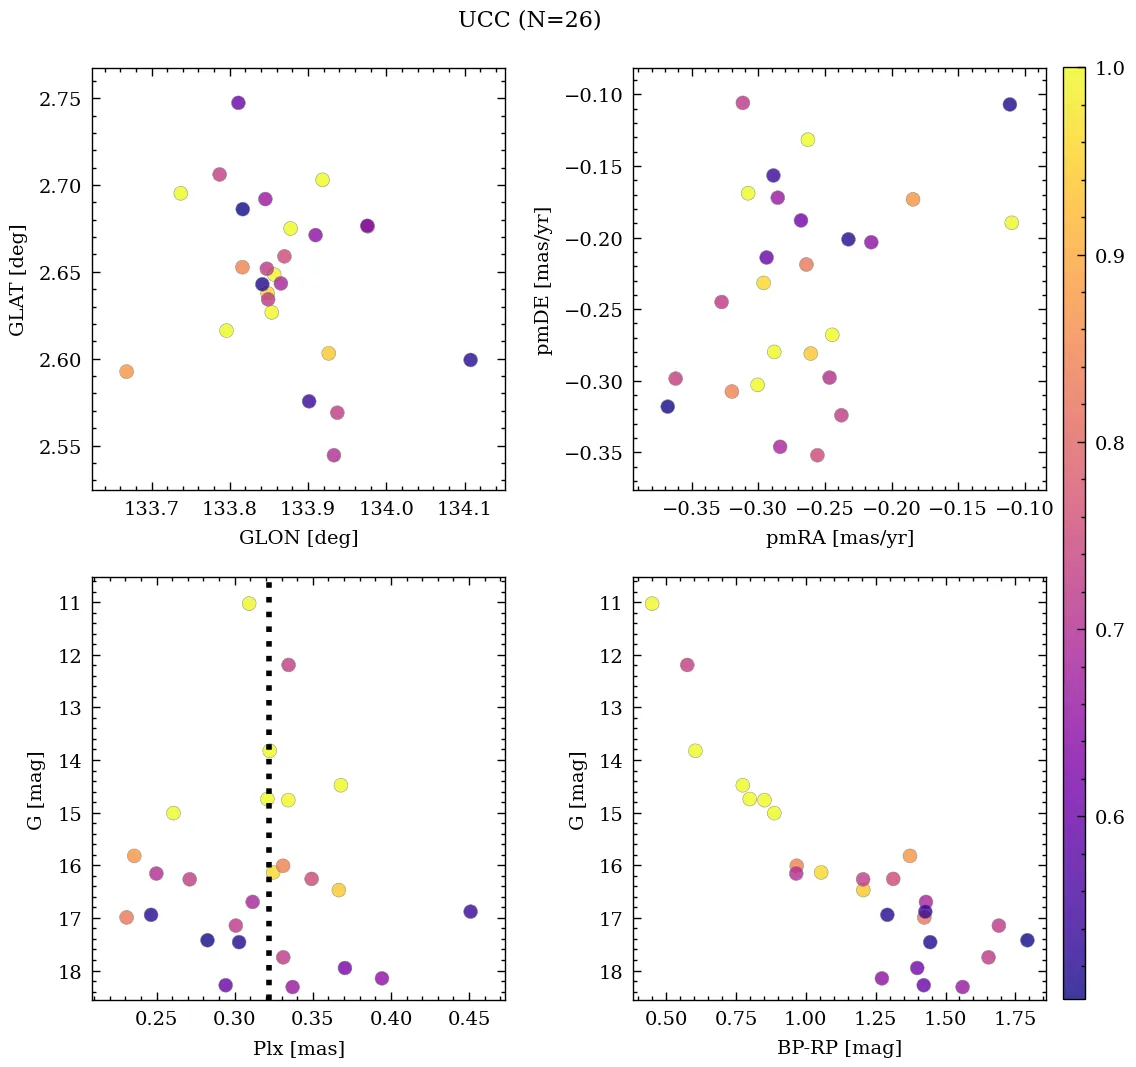 UCC (N=26)
2.75
2.70
2.65
2.60
2.55
GLAT [deg]
133.7 133.8 133.9 134.0 134.1
GLON [deg]
−0.10
−0.15
−0.20
−0.25
−0.30
−0.35
pmDE [mas/yr]
−0.35 −0.30 −0.25 −0.20 −0.15 −0.10
pmRA [mas/yr]
1.0
0.9
0.8
0.7
0.6
11
12
13
14
15
16
17
18
G [mag]
0.25 0.30 0.35 0.40 0.45
Plx [mas]
11
12
13
14
15
16
17
18
G [mag]
0.50 0.75 1.00 1.25 1.50 1.75
BP-RP [mag]